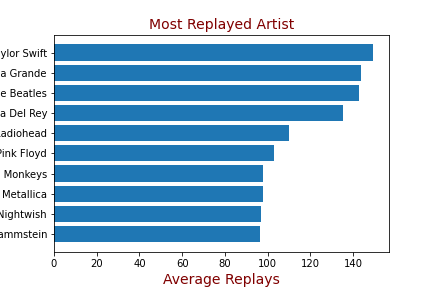 Most Replayed Artist
ylor Swift
a Grande
e Beatles
a Del Rey
Radiohead
Pink Floyd
Monkeys
Metallica
Nightwish
ammstein
0 20 40 60 80 100 120 140
Average Replays